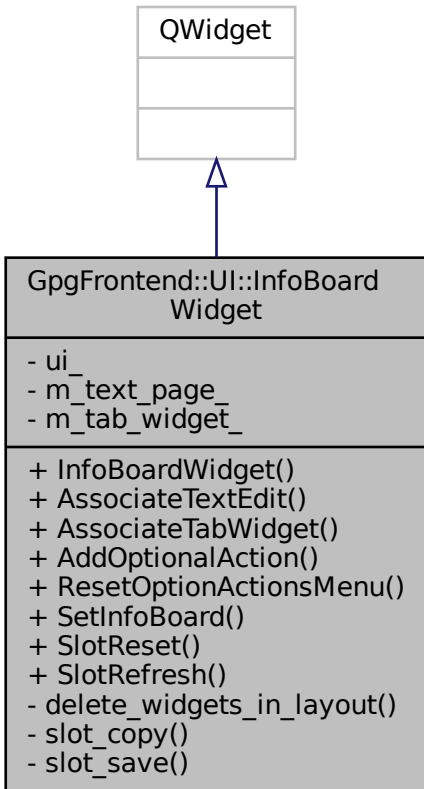 QWidget
GpgFrontend::UI::InfoBoard
Widget
- ui_
- m_text_page_
- m_tab_widget_
+ InfoBoardWidget()
+ AssociateTextEdit()
+ AssociateTabWidget()
+ AddOptionalAction()
+ ResetOptionActionsMenu()
+ SetInfoBoard()
+ SlotReset()
+ SlotRefresh()
- delete_widgets_in_layout()
- slot_copy()
- slot_save()